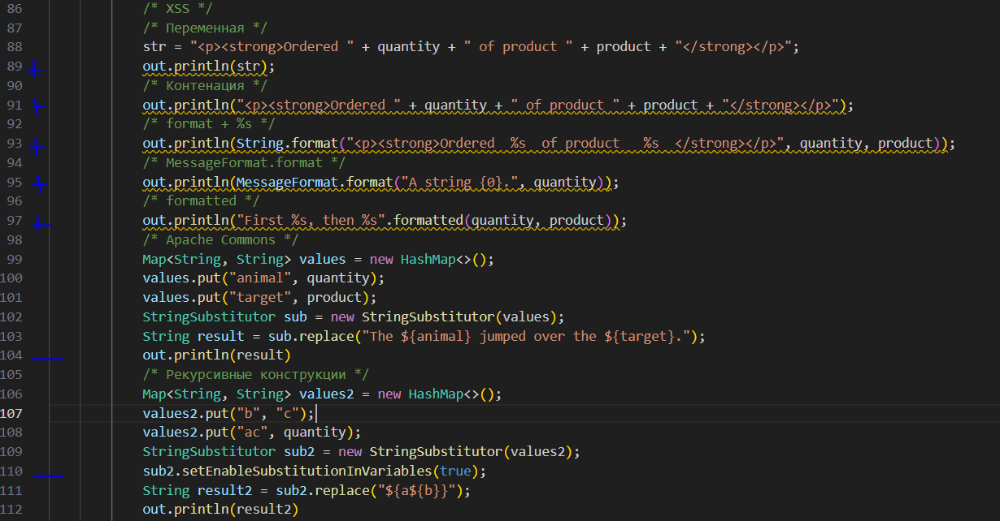 86 /* XSS */
87 /* Переменная */
88 str = "<p><strong>Ordered " + quantity + " of product " + product + "</strong></p>";
89 out.println(str);
90 /* Контенация */
91 out.println("<p><strong>Ordered " + quantity + " of product " + product + "</strong></p>");
92 /* format + %s */
93 out.println(String.format("<p><strong>Ordered  %s  of product   %s  </strong></p>", quantity, product));
94 /* MessageFormat.format */
95 out.println(MessageFormat.format("A string {0}.", quantity));
96 /* formatted */
97 out.println("First %s, then %s".formatted(quantity, product));
98 /* Apache Commons */
99 Map<String, String> values = new HashMap<>();
100 values.put("animal", quantity);
101 values.put("target", product);
102 StringSubstitutor sub = new StringSubstitutor(values);
103 String result = sub.replace("The ${animal} jumped over the ${target}.");
104 out.println(result)
105 /* Рекурсивные конструкции */
106 Map<String, String> values2 = new HashMap<>();
107 values2.put("b", "c");
108 values2.put("ac", quantity);
109 StringSubstitutor sub2 = new StringSubstitutor(values2);
110 sub2.setEnableSubstitutionInVariables(true);
111 String result2 = sub2.replace("${a${b}}");
112 out.println(result2)